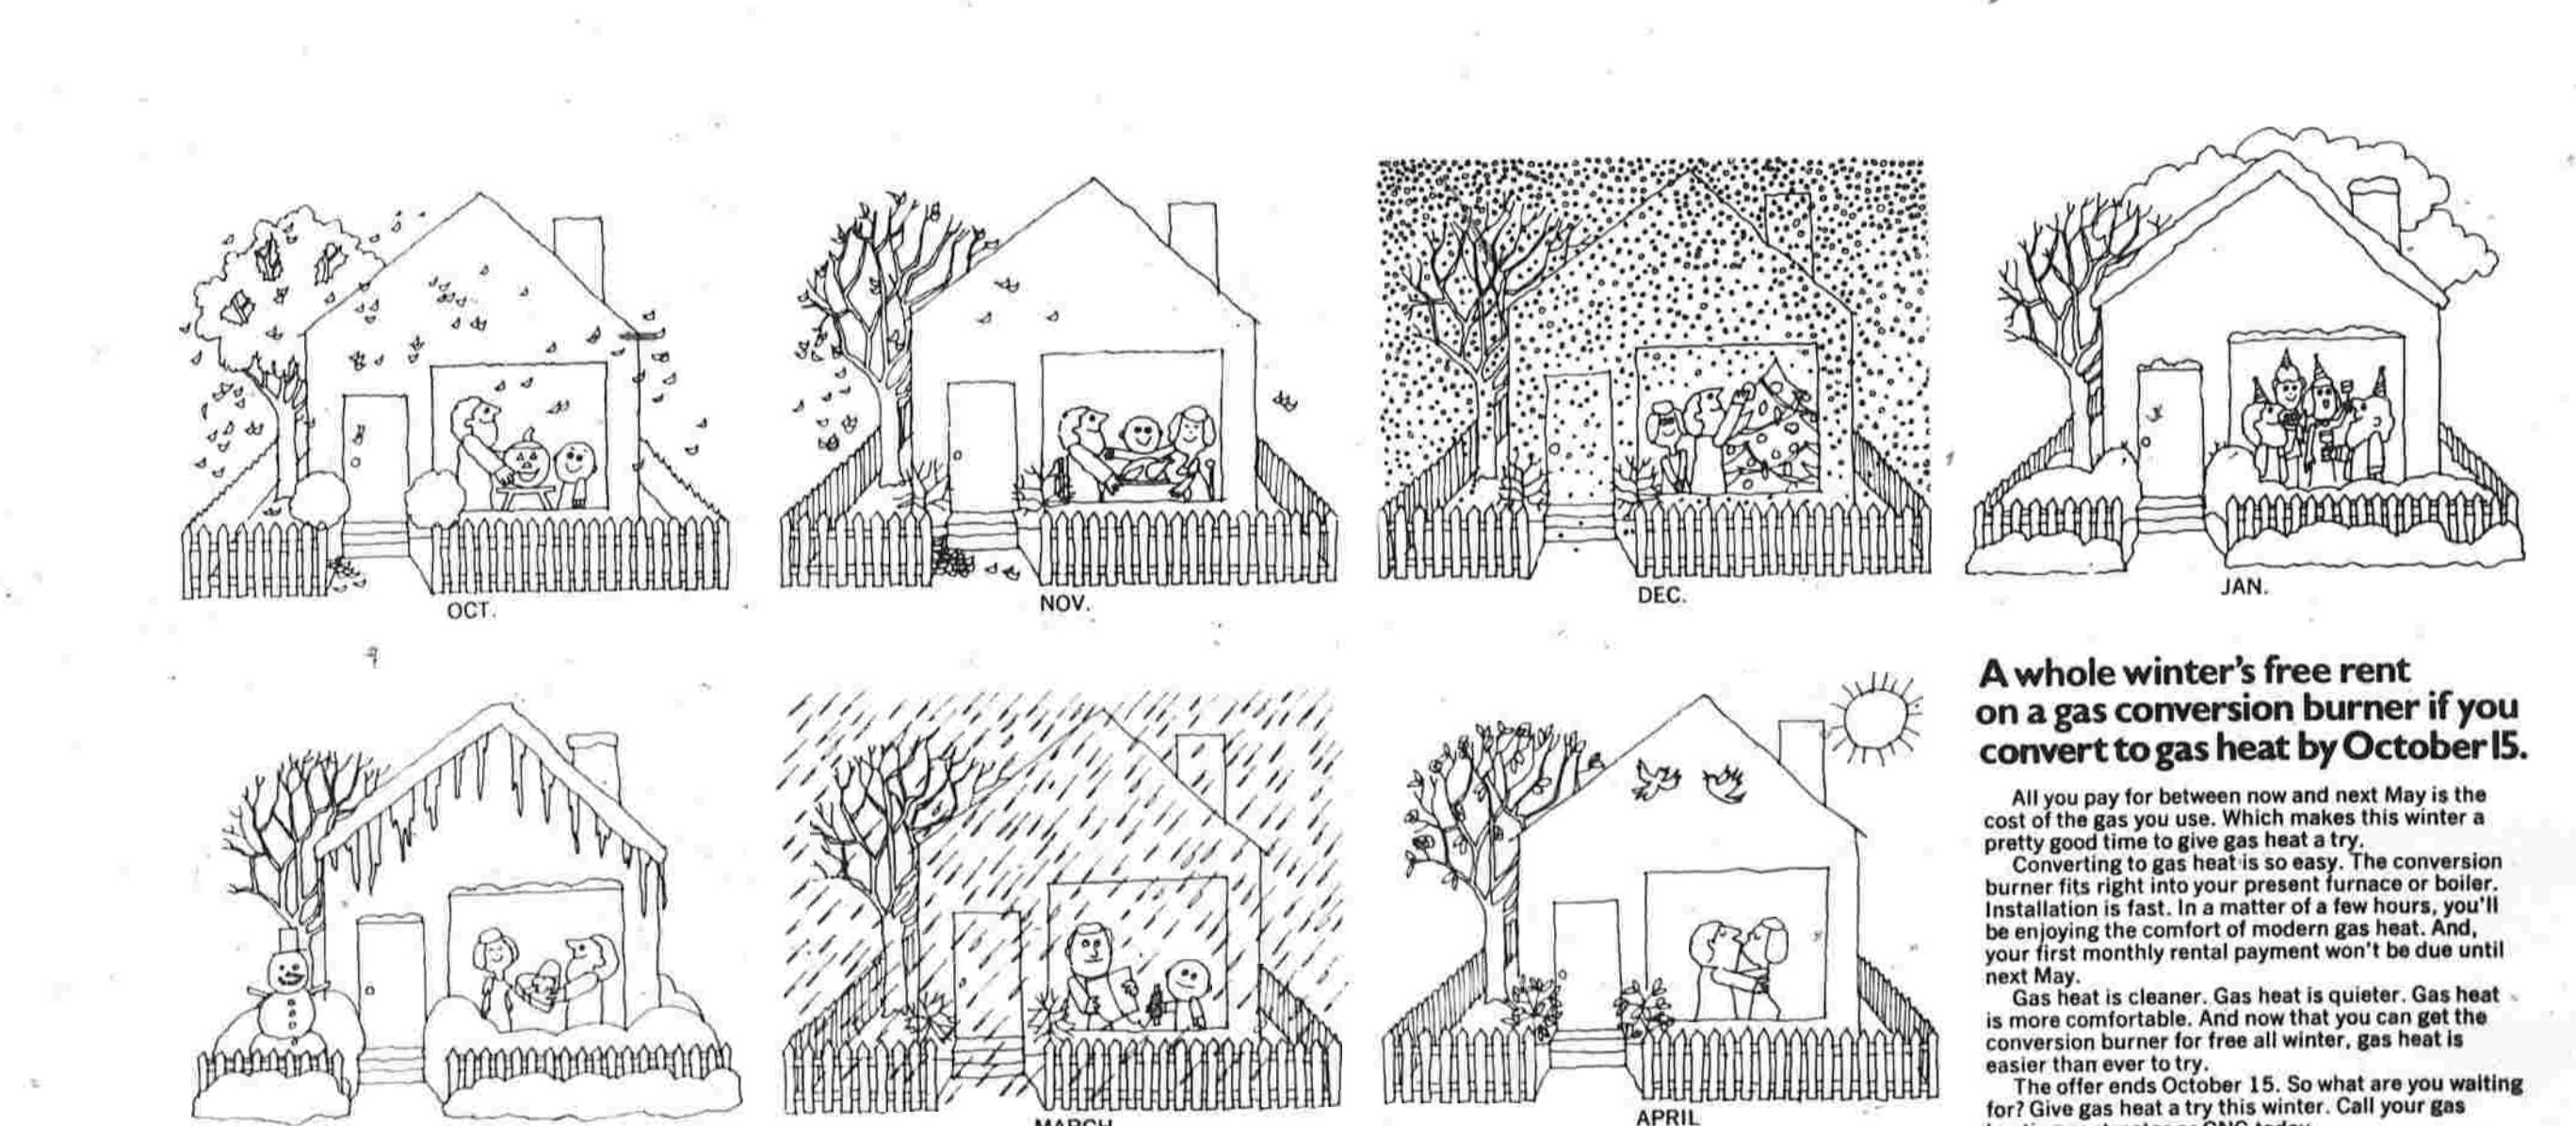 OCT.
NOV.
DEC.
JAN.
A whole winter's free rent
on a gas conversion burner if you
convert to gas heat by October 15.
All you pay for between now and next May is the
cost of the gas you use. Which makes this winter a
pretty good time to give gas heat a try.
Converting to gas heat is so easy. The conversion
burner fits right into your present furnace or boiler.
Installation is fast. In a matter of a few hours, you'll
be enjoying the comfort of modern gas heat. And,
your first monthly rental payment won't be due until
next May.
Gas heat is cleaner. Gas heat is quieter. Gas heat
is more comfortable. And now that you can get the
conversion burner for free all winter, gas heat is
easier than ever to try.
The offer ends October 15. So what are you waiting
for? Give gas heat a try this winter. Call your gas
MARCH
APRIL